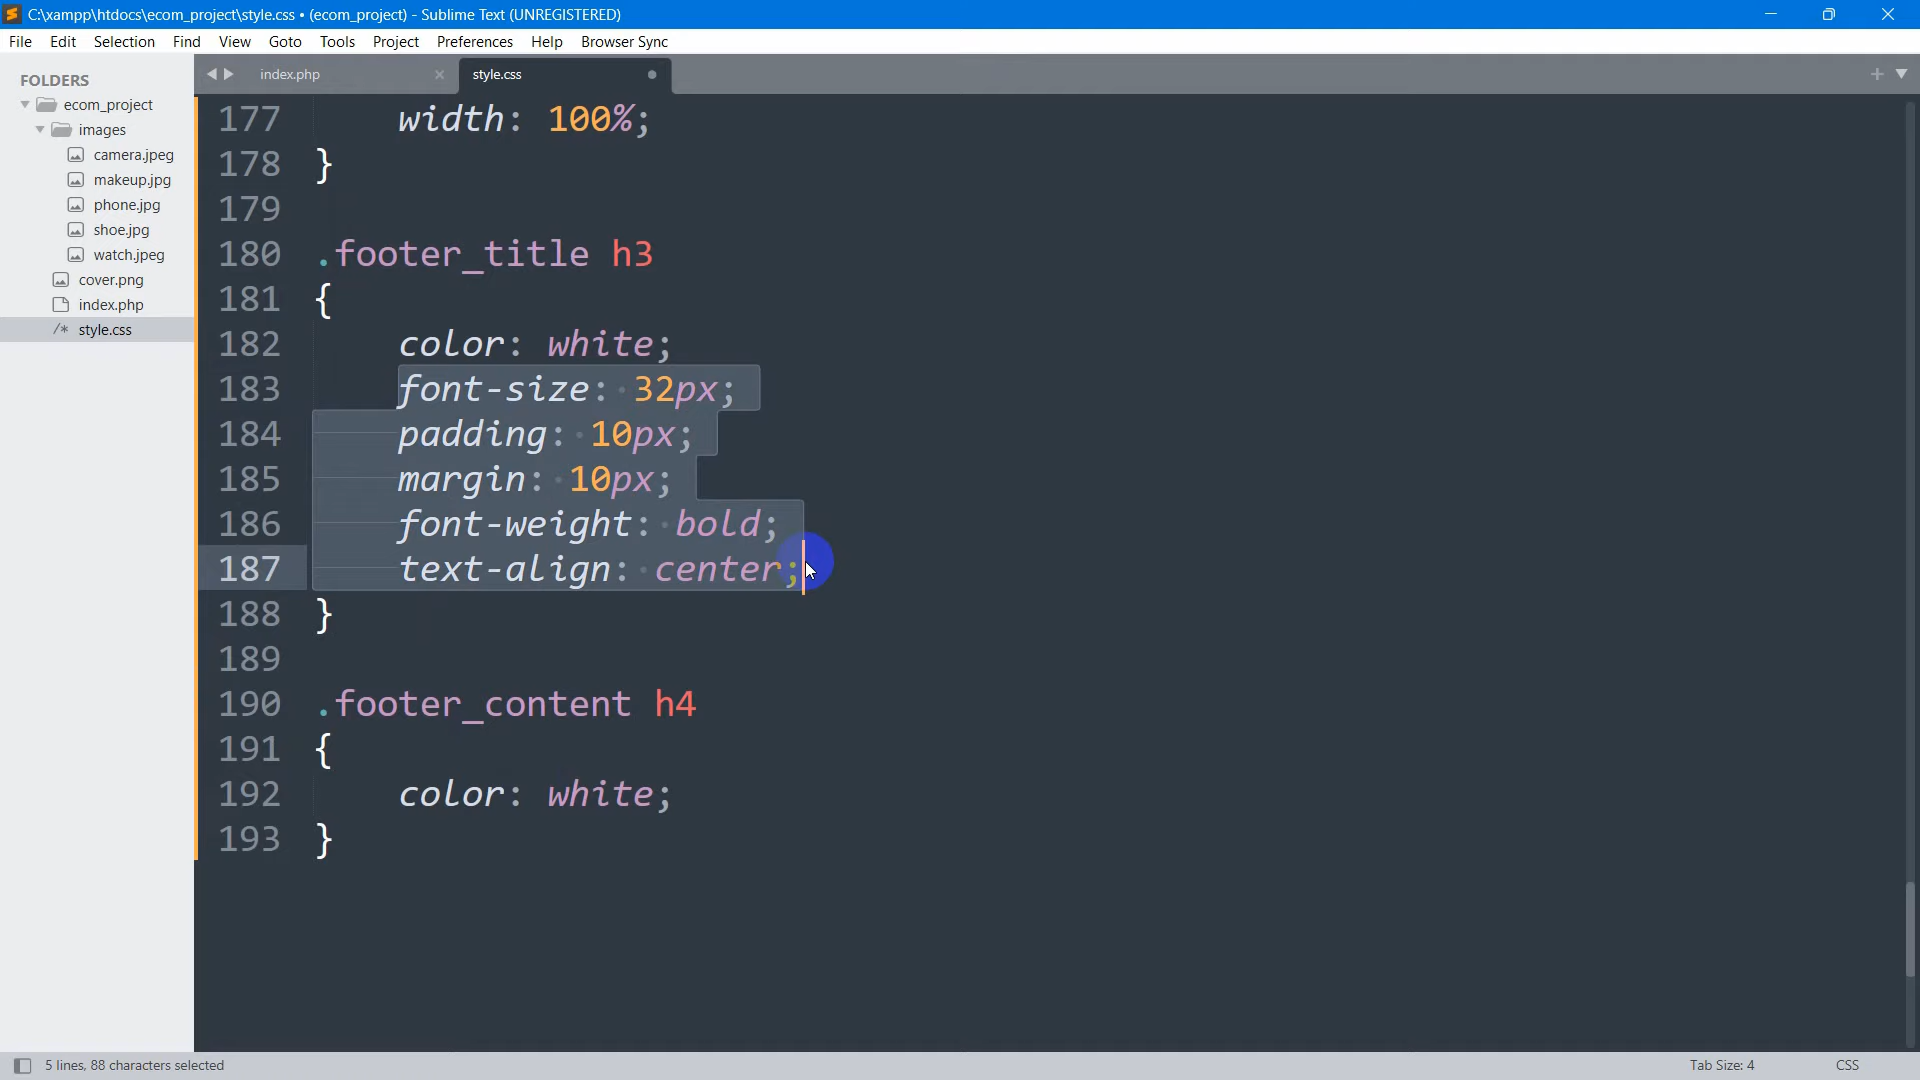 C:\xampp\htdocs\ecom_project\style.css • (ecom_project) - Sublime Text (UNREGISTERED)
File Edit Selection Find View Goto Tools Project Preferences Help Browser Sync
FOLDERS
ecom_project
images
camera.jpeg
makeup.jpg
phone.jpg
shoe.jpg
watch.jpeg
cover.png
index.php
/* style.css
index.php
style.css
177 width: 100%;
178 }
179
180 .footer_title h3
181 {
182 color: white;
183 font-size: 32px;
184 padding: 10px;
185 margin: 10px;
186 font-weight: bold;
187 text-align: center;
188 }
189
190 .footer_content h4
191 {
192 color: white;
193 }
5 lines, 88 characters selected
Tab Size: 4
CSS